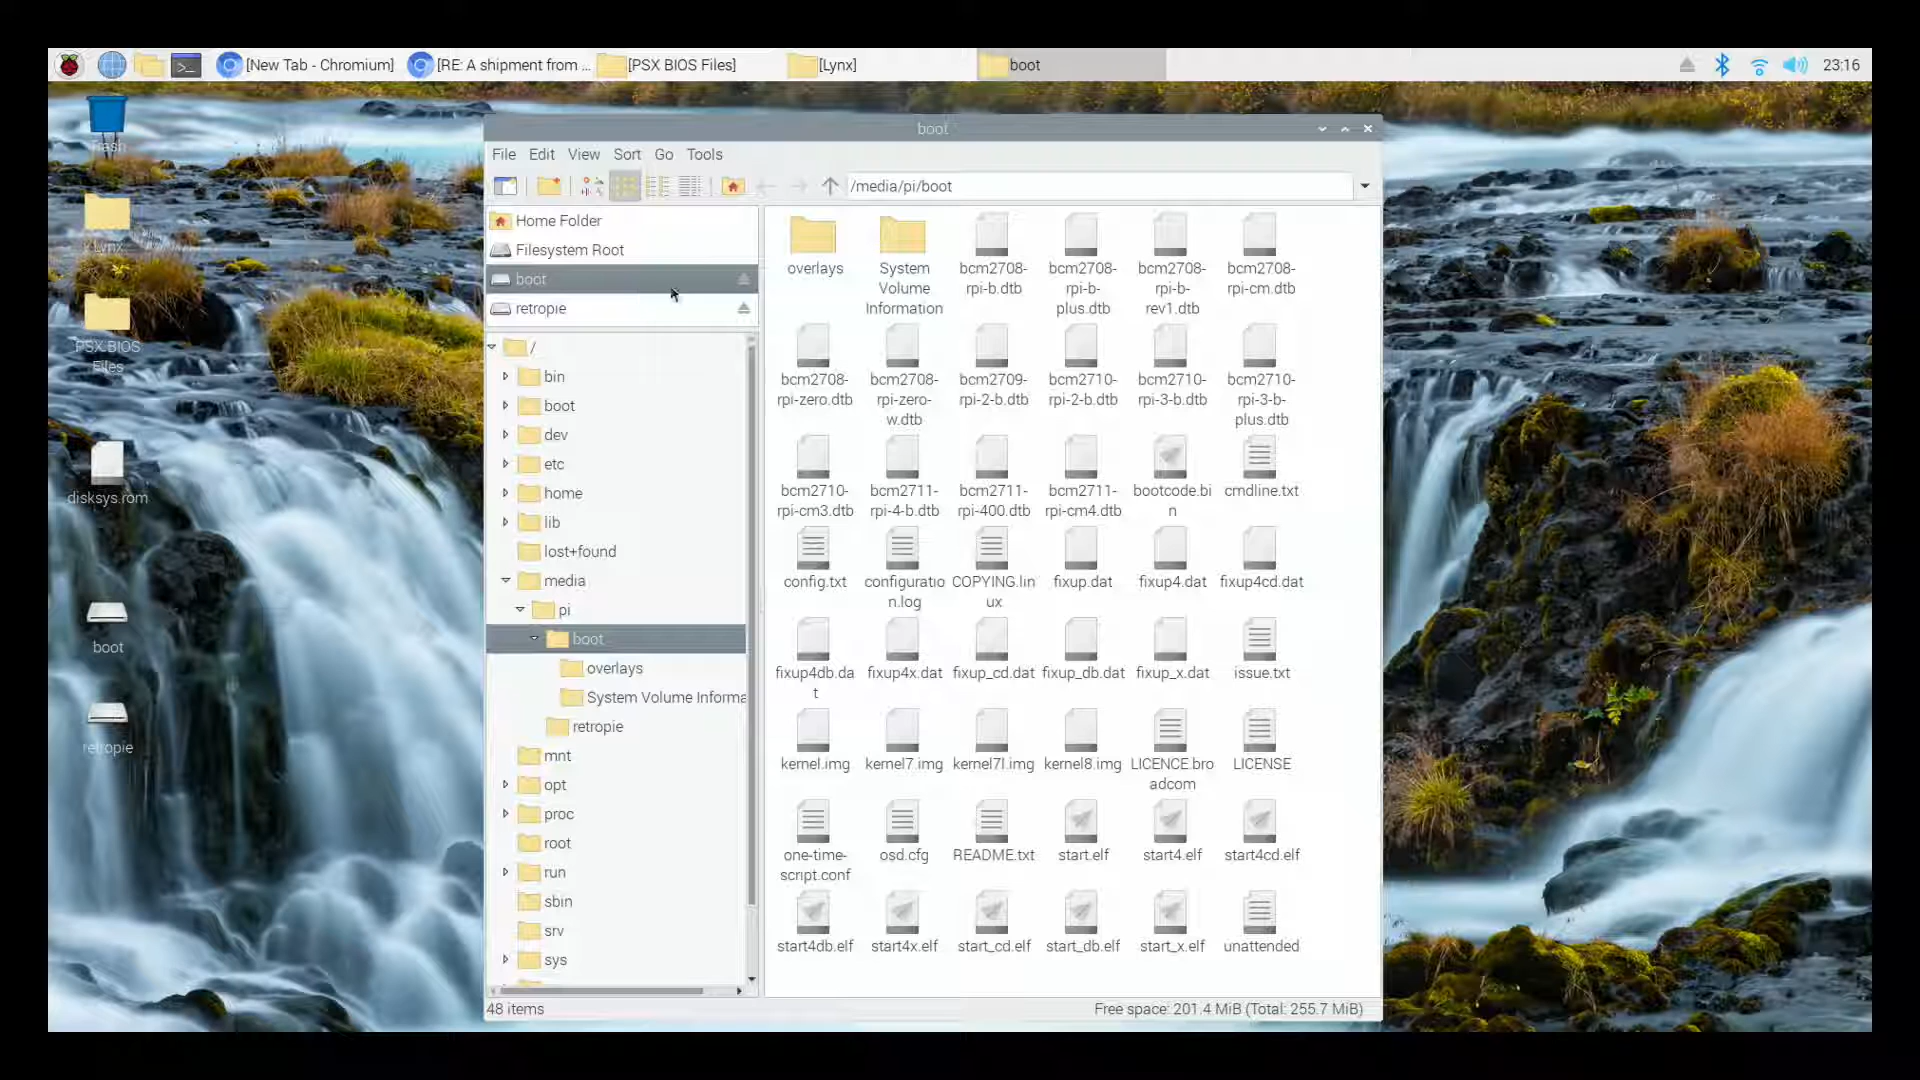 [New Tab - Chromium]
[RE: A shipment from ...
[PSX BIOS Files]
[Lynx]
boot
23:16
Trash
Lynx
PSX BIOS
Files
disksys.rom
boot
retropie
boot
File Edit View Sort Go Tools
/media/pi/boot
Home Folder
Filesystem Root
boot
retropie
/
bin
boot
dev
etc
home
lib
lost+found
media
pi
boot
overlays
System Volume Informa
retropie
mnt
opt
proc
root
run
sbin
srv
sys
overlays
System
Volume
Information
bcm2708-
rpi-b.dtb
bcm2708-
rpi-b-
plus.dtb
bcm2708-
rpi-b-
rev1.dtb
bcm2708-
rpi-cm.dtb
bcm2708-
rpi-zero.dtb
bcm2708-
rpi-zero-
w.dtb
bcm2709-
rpi-2-b.dtb
bcm2710-
rpi-2-b.dtb
bcm2710-
rpi-3-b.dtb
bcm2710-
rpi-3-b-
plus.dtb
bcm2710-
rpi-cm3.dtb
bcm2711-
rpi-4-b.dtb
bcm2711-
rpi-400.dtb
bcm2711-
rpi-cm4.dtb
bootcode.bi
n
cmdline.txt
config.txt
configuratio
n.log
COPYING.lin
ux
fixup.dat
fixup4.dat
fixup4cd.dat
fixup4db.da
t
fixup4x.dat
fixup_cd.dat
fixup_db.dat
fixup_x.dat
issue.txt
kernel.img
kernel7.img
kernel7l.img
kernel8.img
LICENCE.bro
adcom
LICENSE
one-time-
script.conf
osd.cfg
README.txt
start.elf
start4.elf
start4cd.elf
start4db.elf
start4x.elf
start_cd.elf
start_db.elf
start_x.elf
unattended
48 items
Free space: 201.4 MiB (Total: 255.7 MiB)